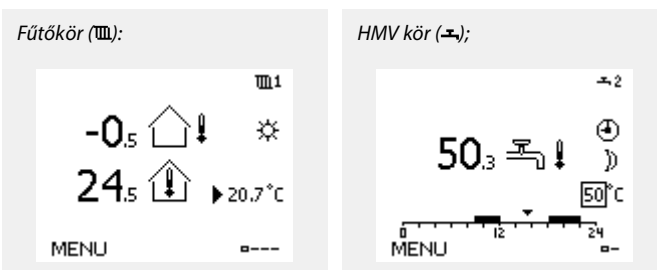 Fűtőkör ():
1
-0.5
24.5
20.7°C
MENU
HMV kör ();
2
50.3
50°C
0 12 24
MENU